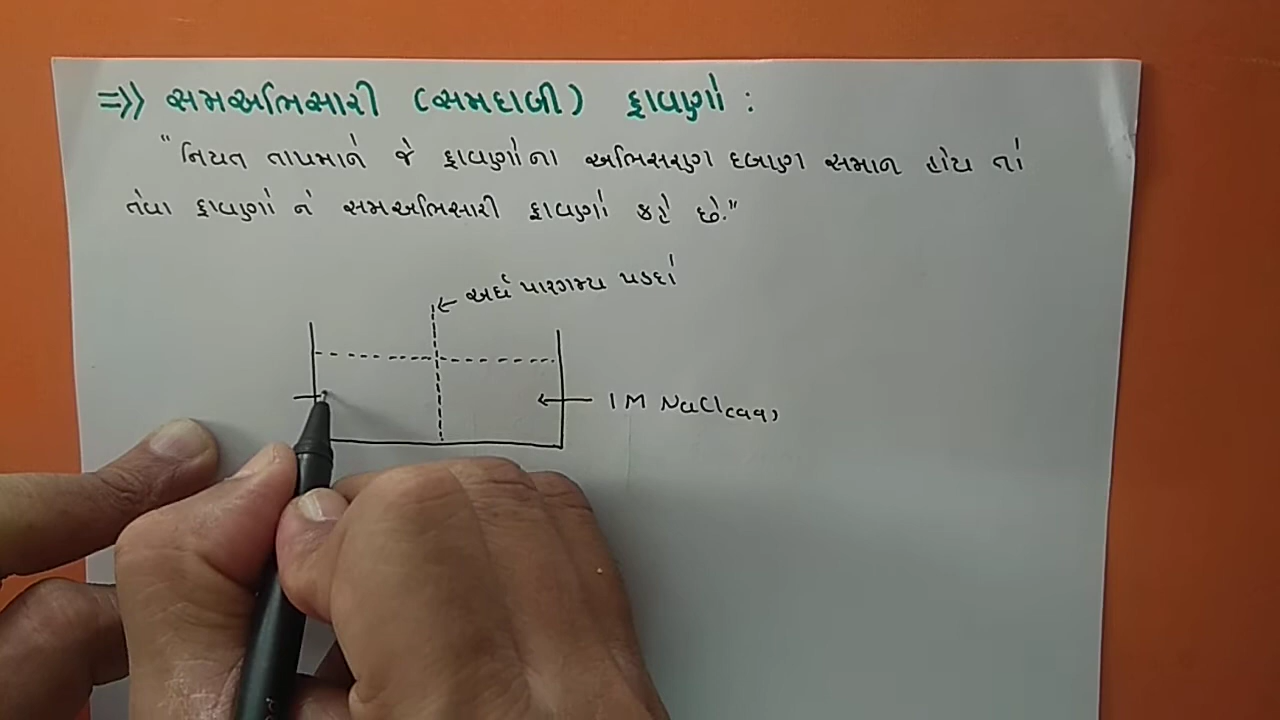 =>> સમઅભિસારી (સમદાબી) દ્રાવણો :
"નિયત તાપમાને જે દ્રાવણોના અભિસરણ દબાણ સમાન હોય તો
તેવા દ્રાવણો ને સમઅભિસારી દ્રાવણો કહે છે."
← અર્ધ પારગમ્ય પડદો
← 1M NaCl(aq)